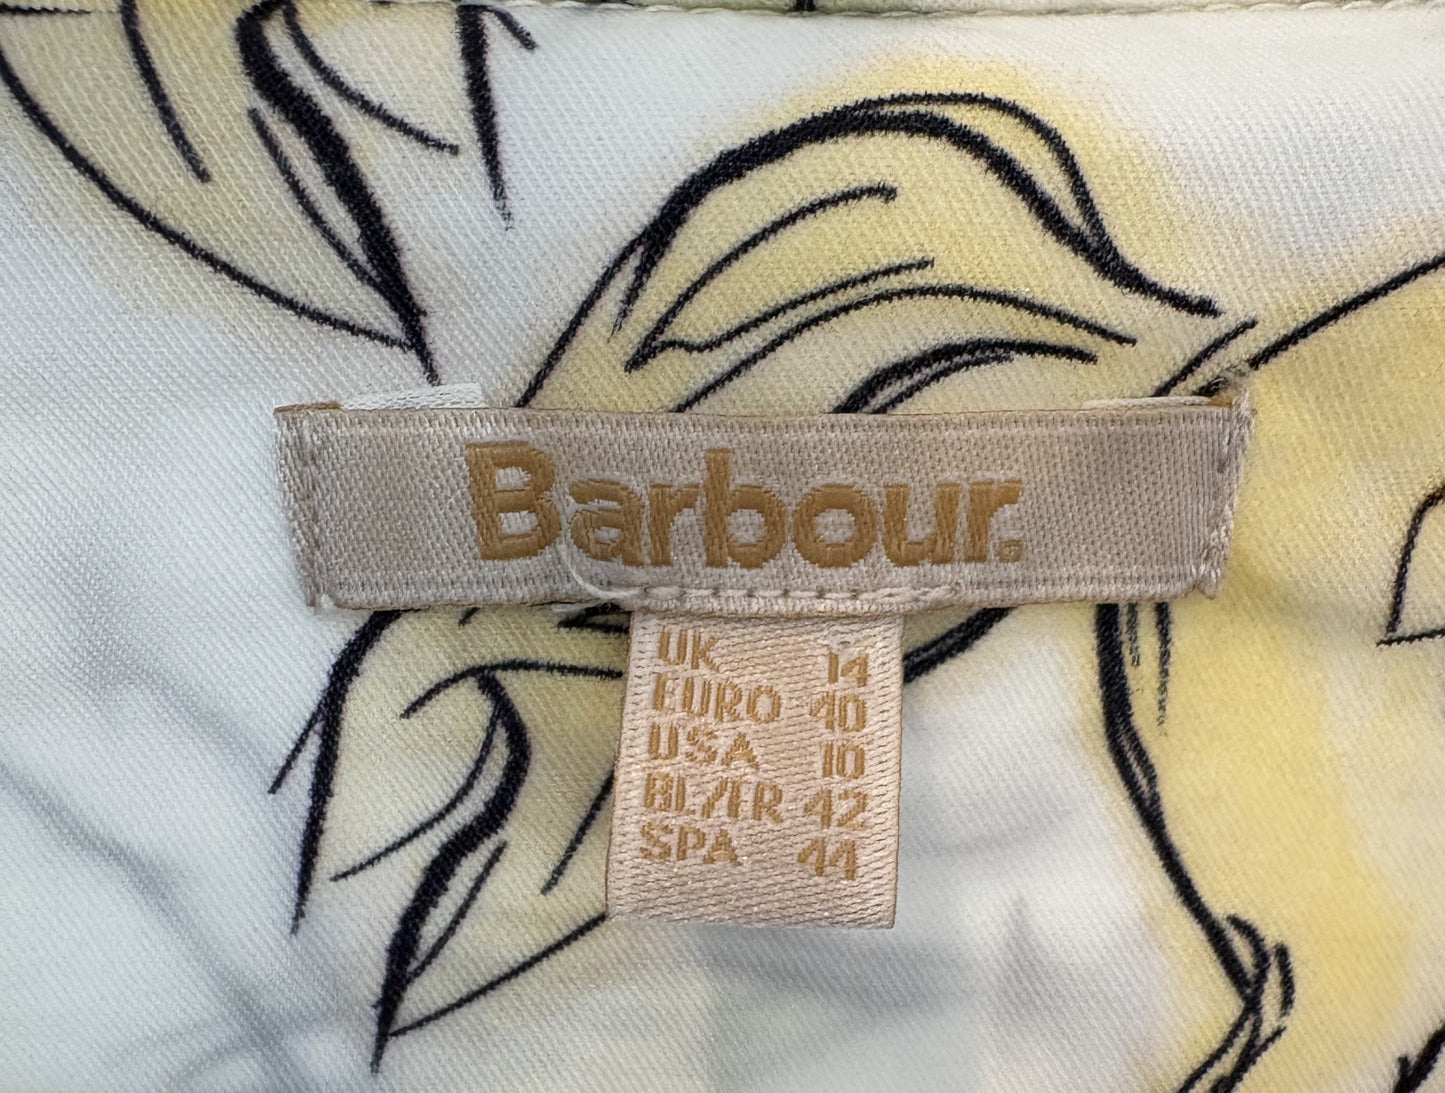 Barbour.
UK 14
EURO 40
USA 10
BL/FR 42
SPA 44